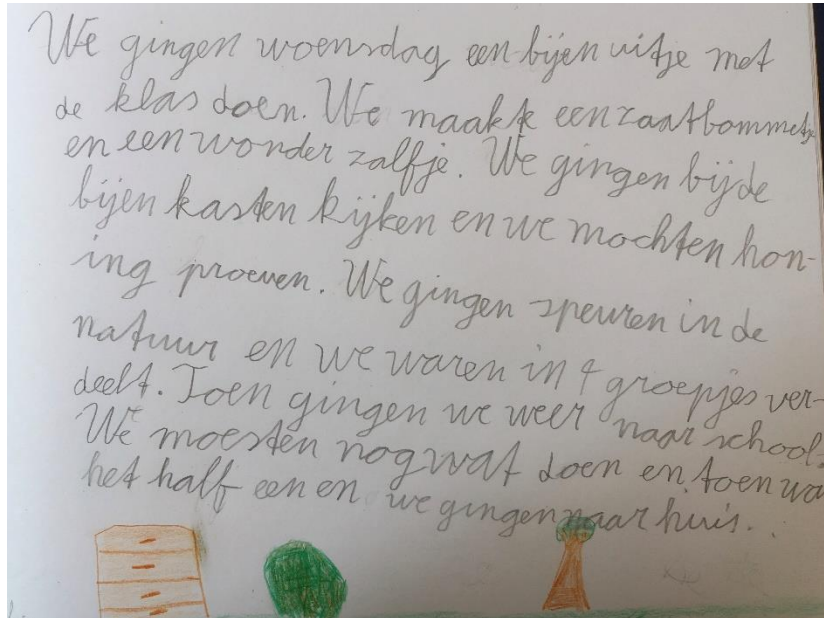 We gingen woensdag een bijen uitje met
de klas doen. We maakte een zaatbommetje
en een wonder zalfje. We gingen bij de
bijen kasten kijken en we mochten hon-
ing proeven. We gingen speuren in de
natuur en we waren in 4 groepjes ver-
deelt. Toen gingen we weer naar school.
We moesten nog wat doen en toen wa
het half een en we gingen naar huis.